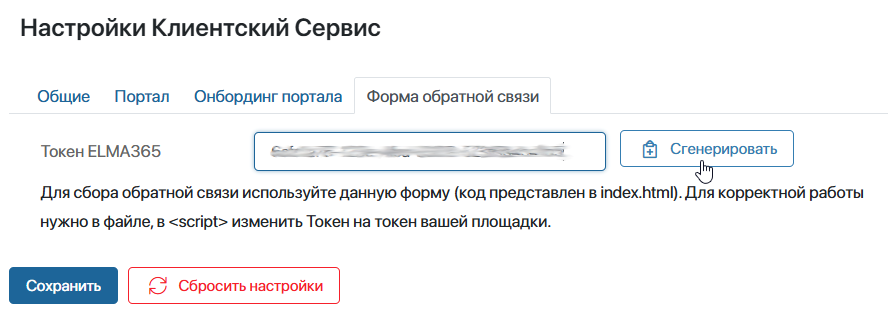 Настройки Клиентский Сервис
Общие Портал Онбординг портала Форма обратной связи
Токен ELMA365 Сгенерировать
Для сбора обратной связи используйте данную форму (код представлен в index.html). Для корректной работы
нужно в файле, в <script> изменить Токен на токен вашей площадки.
Сохранить Сбросить настройки